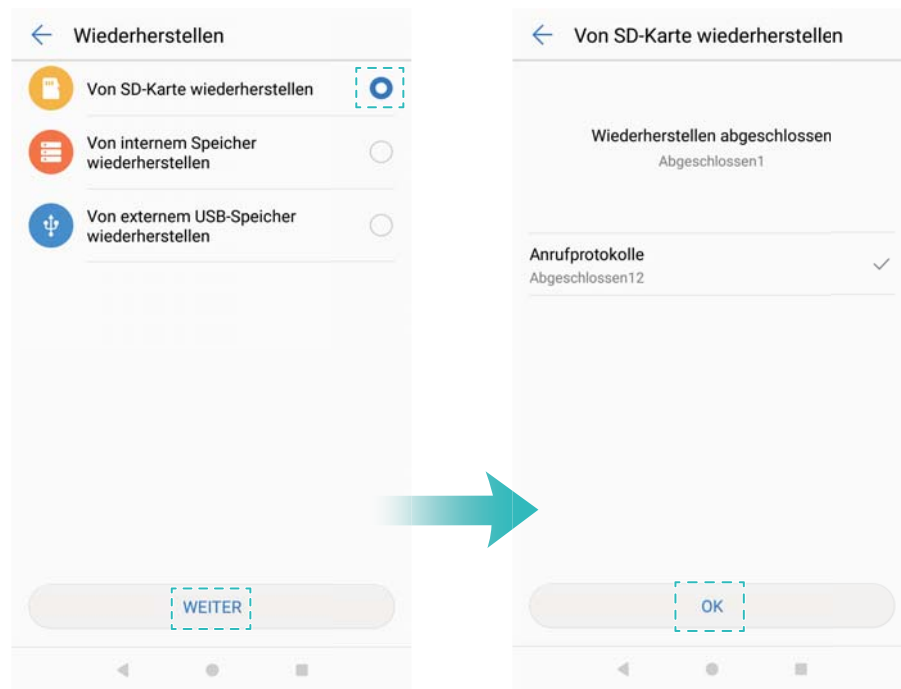 Wiederherstellen
Von SD-Karte wiederherstellen
Von internem Speicher
wiederherstellen
Von externem USB-Speicher
wiederherstellen
WEITER
Von SD-Karte wiederherstellen
Wiederherstellen abgeschlossen
Abgeschlossen1
Anrufprotokolle
Abgeschlossen12
OK